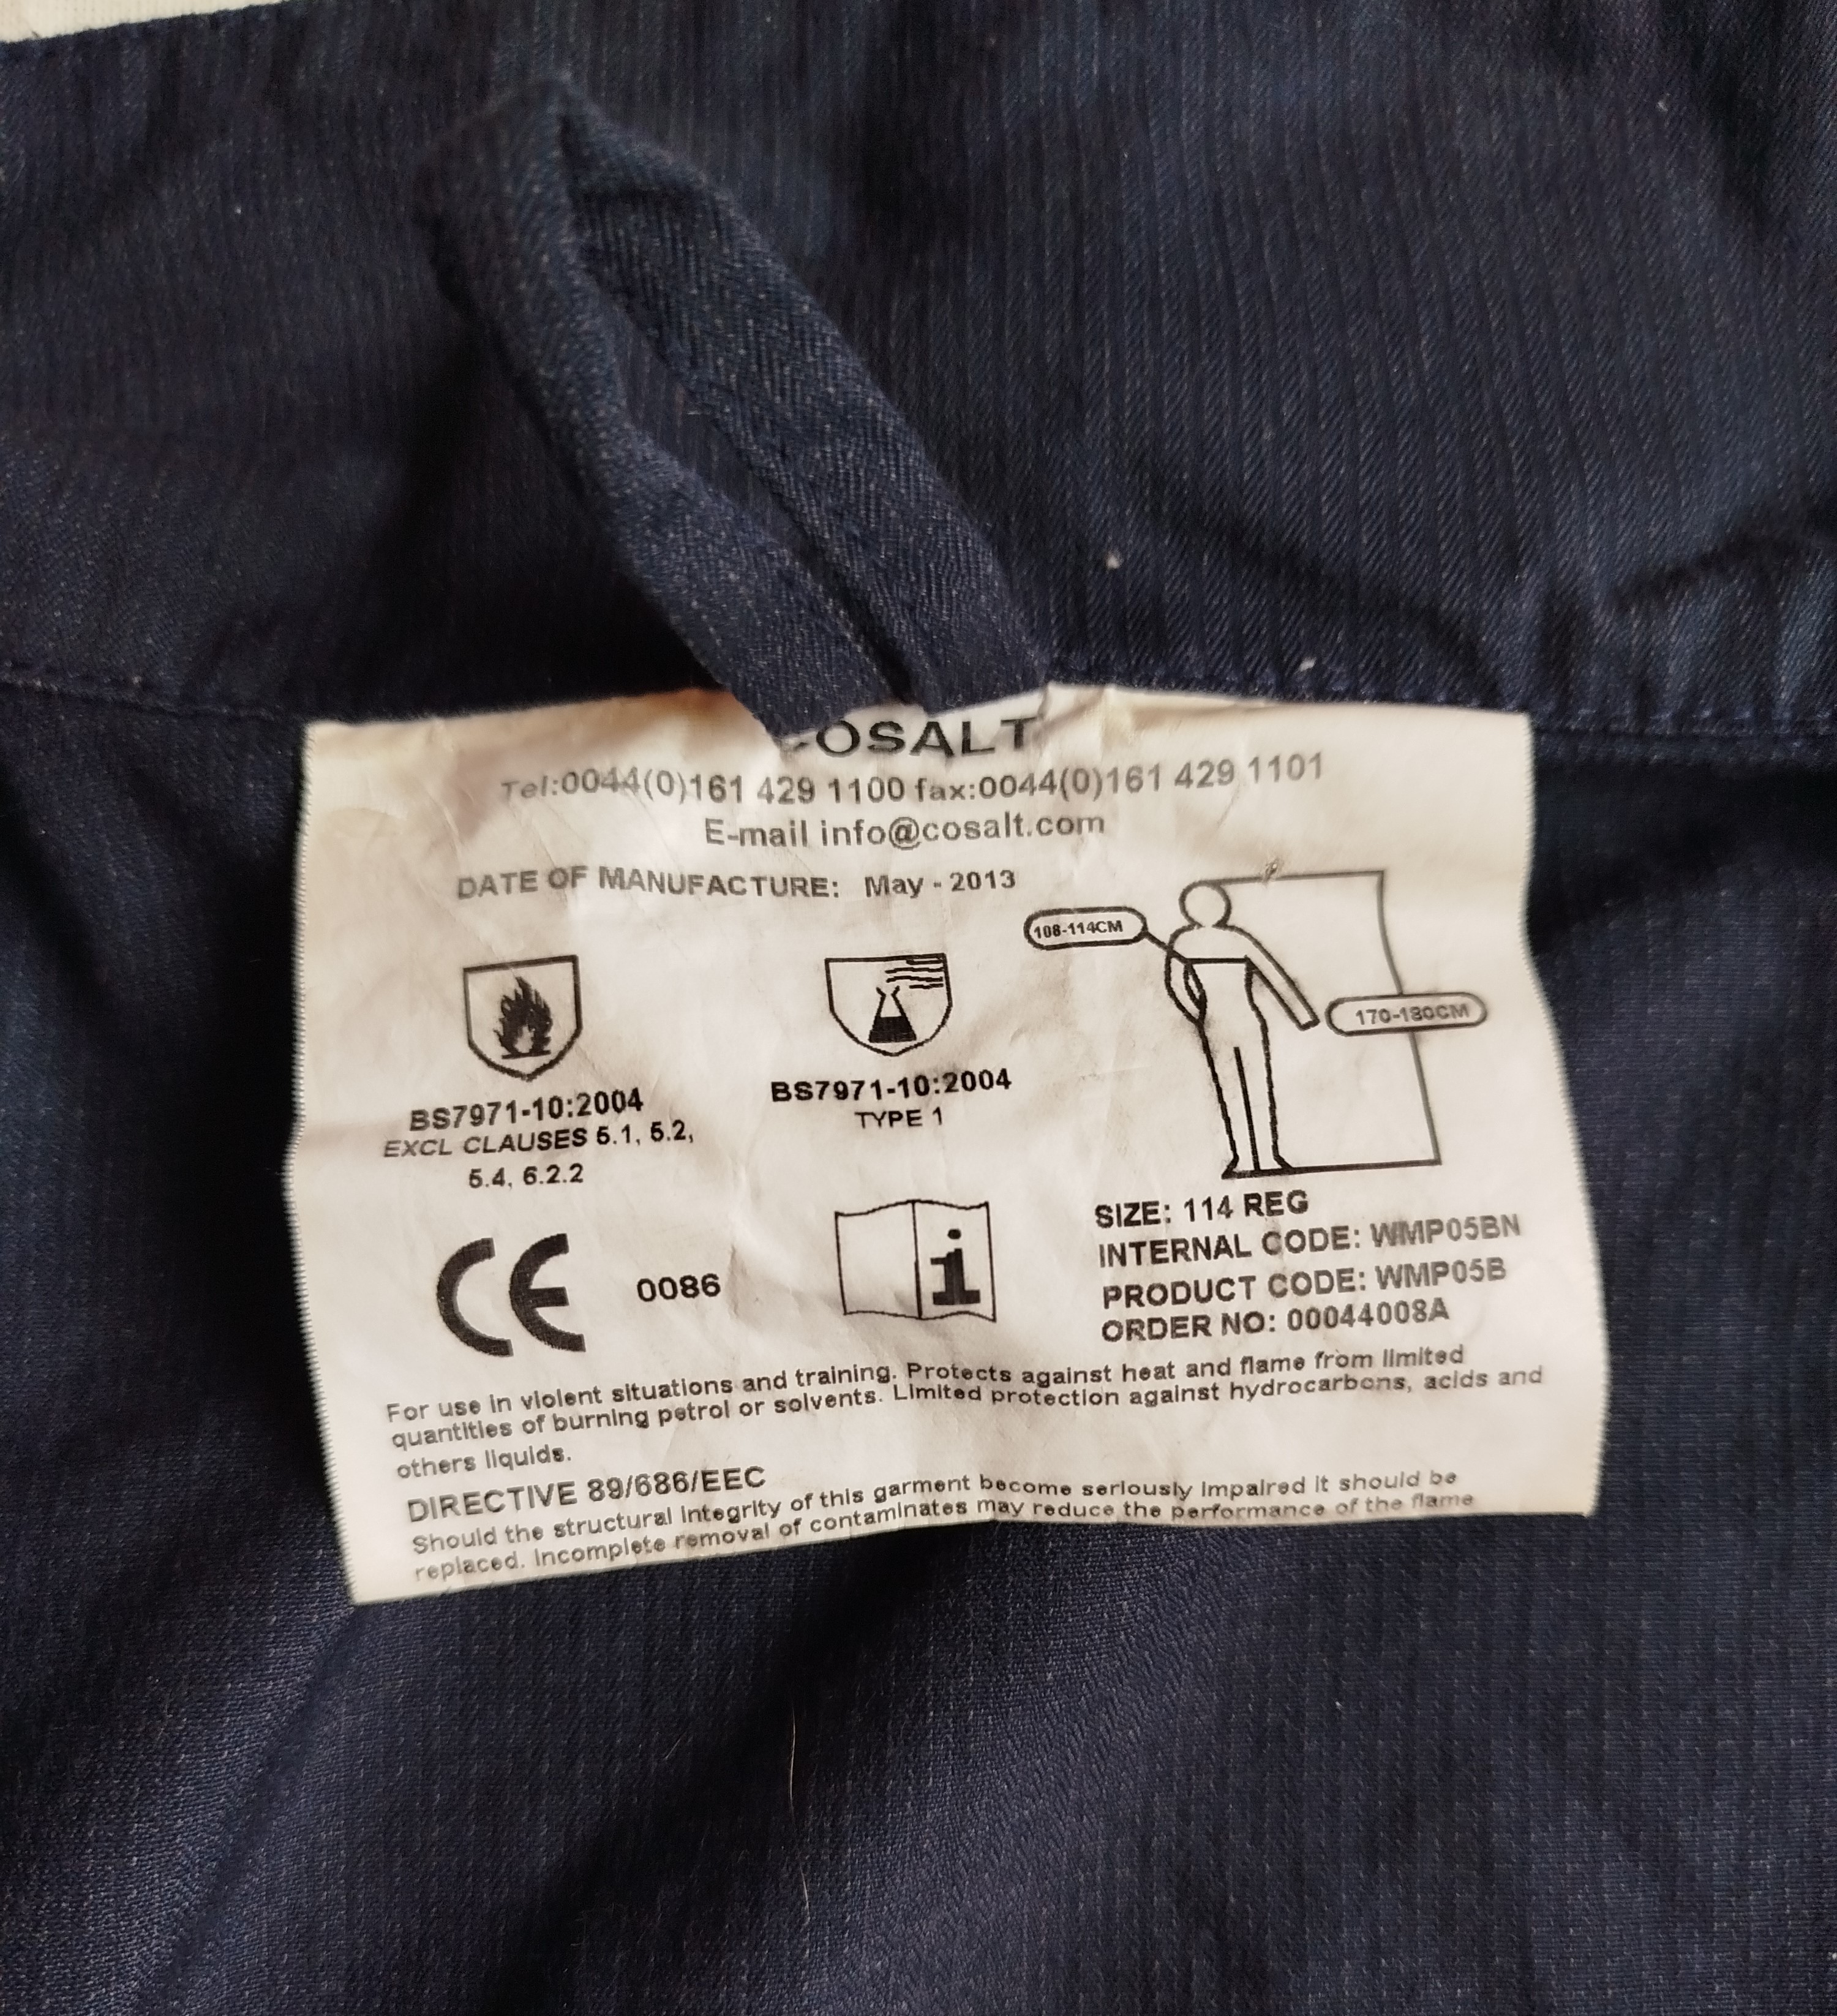 COSALT
Tel:0044(0)161 429 1100 fax:0044(0)161 429 1101
E-mail info@cosalt.com
DATE OF MANUFACTURE: May - 2013
108-114CM
170-180CM
BS7971-10:2004
EXCL CLAUSES 5.1, 5.2,
5.4, 6.2.2
BS7971-10:2004
TYPE 1
CE 0086
i
SIZE: 114 REG
INTERNAL CODE: WMP05BN
PRODUCT CODE: WMP05B
ORDER NO: 00044008A
For use in violent situations and training. Protects against heat and flame from limited
quantities of burning petrol or solvents. Limited protection against hydrocarbons, acids and
others liquids.
DIRECTIVE 89/686/EEC
Should the structural integrity of this garment become seriously impaired it should be
replaced. Incomplete removal of contaminates may reduce the performance of the flame